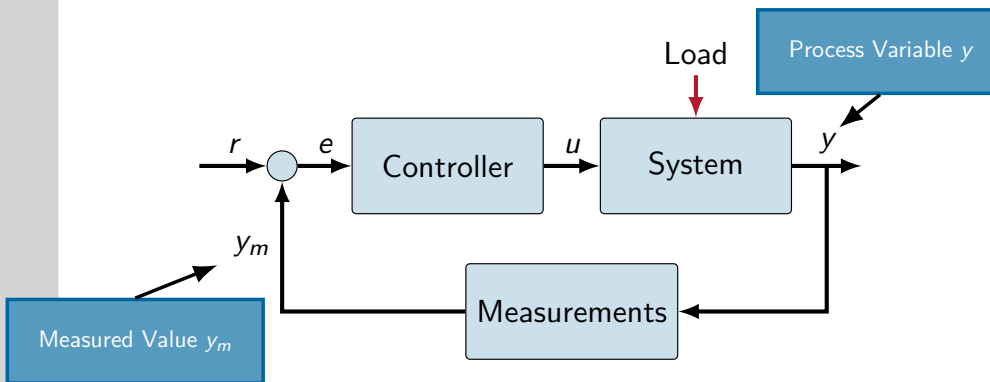 Process Variable y
Load
r
e
Controller
u
System
y
y_m
Measurements
Measured Value y_m